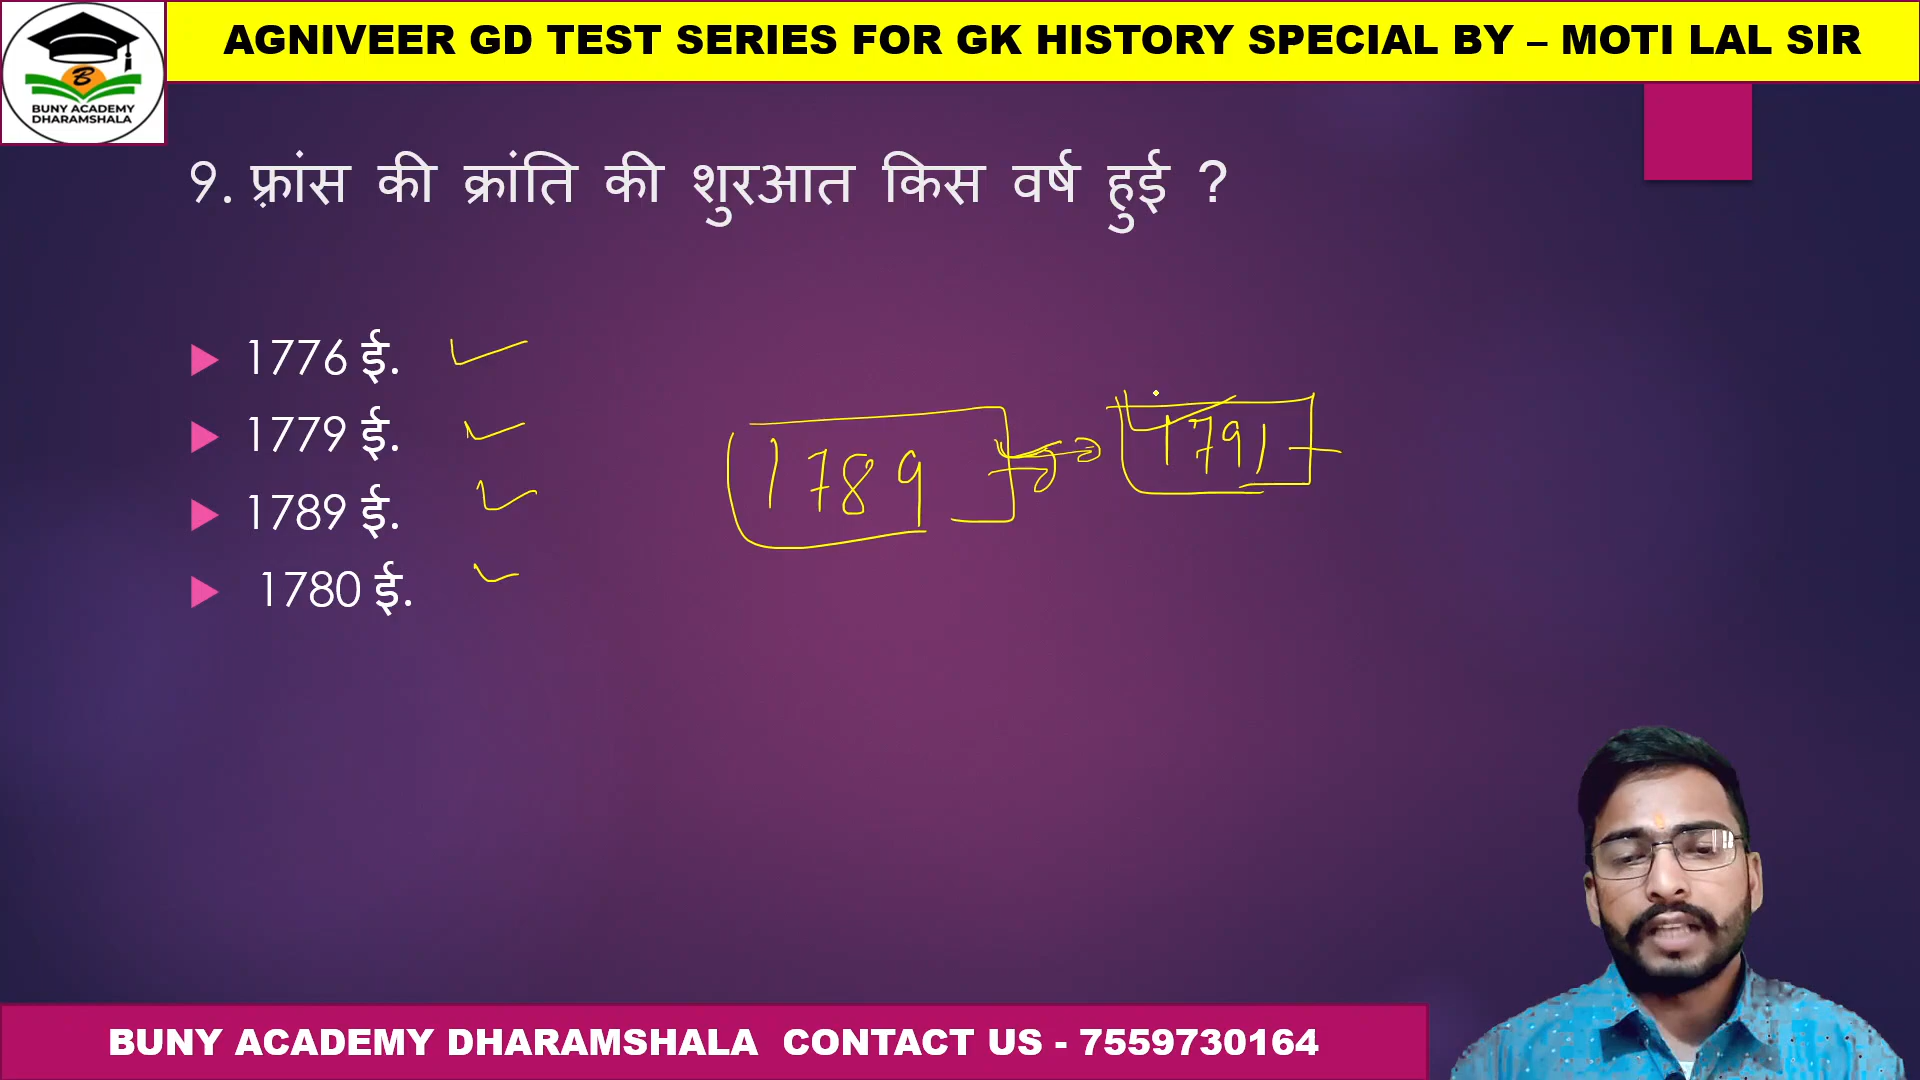 AGNIVEER GD TEST SERIES FOR GK HISTORY SPECIAL BY – MOTI LAL SIR
B
BUNY ACADEMY
DHARAMSHALA
9. फ़्रांस की क्रांति की शुरआत किस वर्ष हुई ?
1776 ई.
1779 ई.
1789 ई.
1780 ई.
1789
1791
BUNY ACADEMY DHARAMSHALA CONTACT US - 7559730164